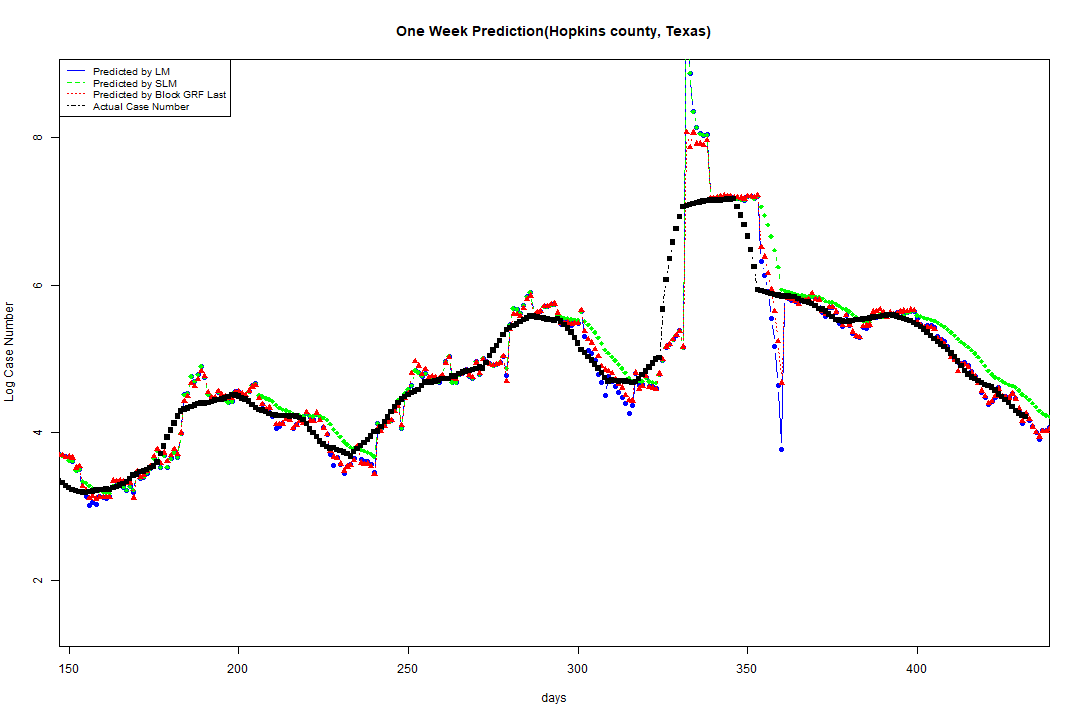 One Week Prediction(Hopkins county, Texas)
Predicted by LM
Predicted by SLM
Predicted by Block GRF Last
Actual Case Number
8
6
4
2
Log Case Number
150 200 250 300 350 400
days